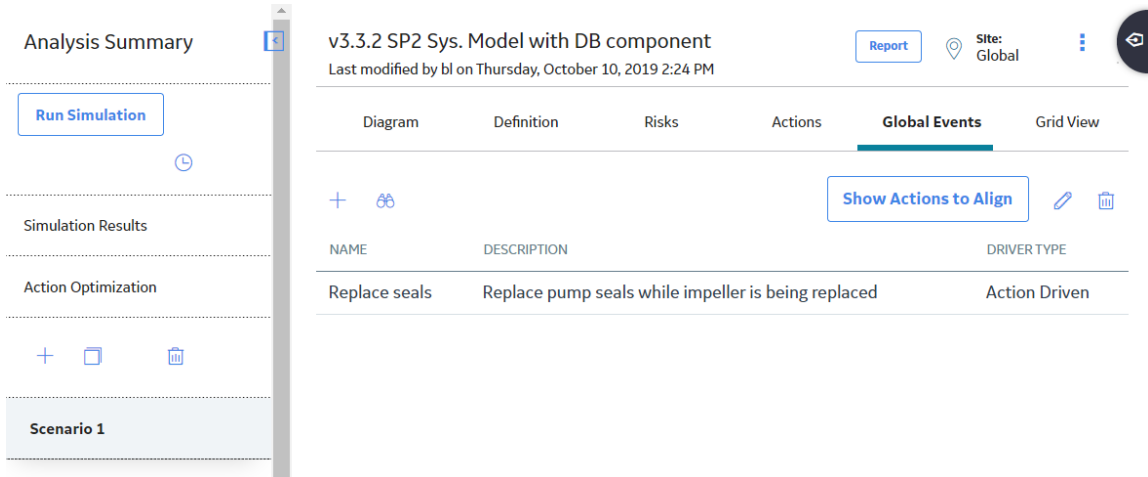 Analysis Summary
Run Simulation
Simulation Results
Action Optimization
Scenario 1
v3.3.2 SP2 Sys. Model with DB component
Last modified by bl on Thursday, October 10, 2019 2:24 PM
Report
Site:
Global
Diagram Definition Risks Actions Global Events Grid View
Show Actions to Align
NAME DESCRIPTION DRIVER TYPE
Replace seals Replace pump seals while impeller is being replaced Action Driven